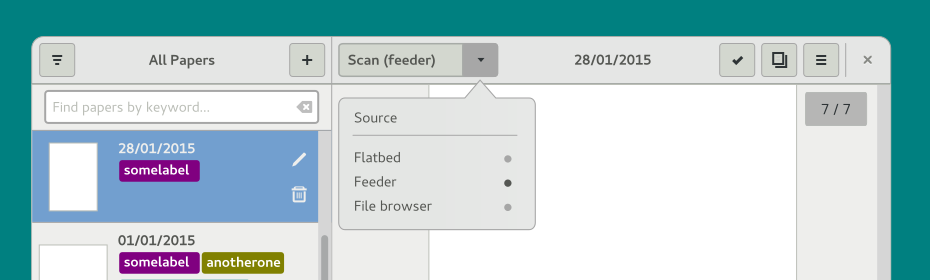 All Papers
Scan (feeder)
28/01/2015
Find papers by keyword...
7 / 7
Source
Flatbed
Feeder
File browser
28/01/2015
somelabel
01/01/2015
somelabel anotherone